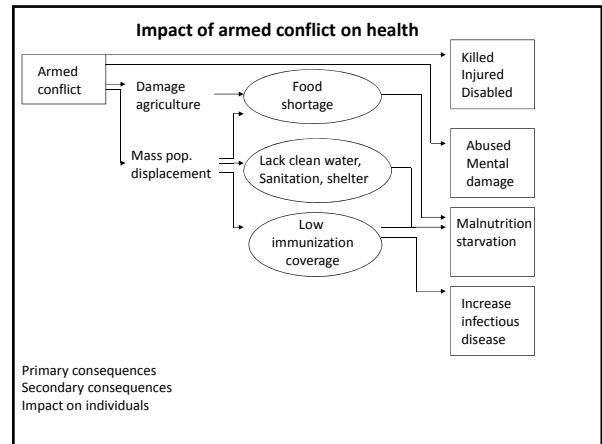 Impact of armed conflict on health
Armed
conflict
Damage
agriculture
Mass pop.
displacement
Food
shortage
Lack clean water,
Sanitation, shelter
Low
immunization
coverage
Killed
Injured
Disabled
Abused
Mental
damage
Malnutrition
starvation
Increase
infectious
disease
Primary consequences
Secondary consequences
Impact on individuals